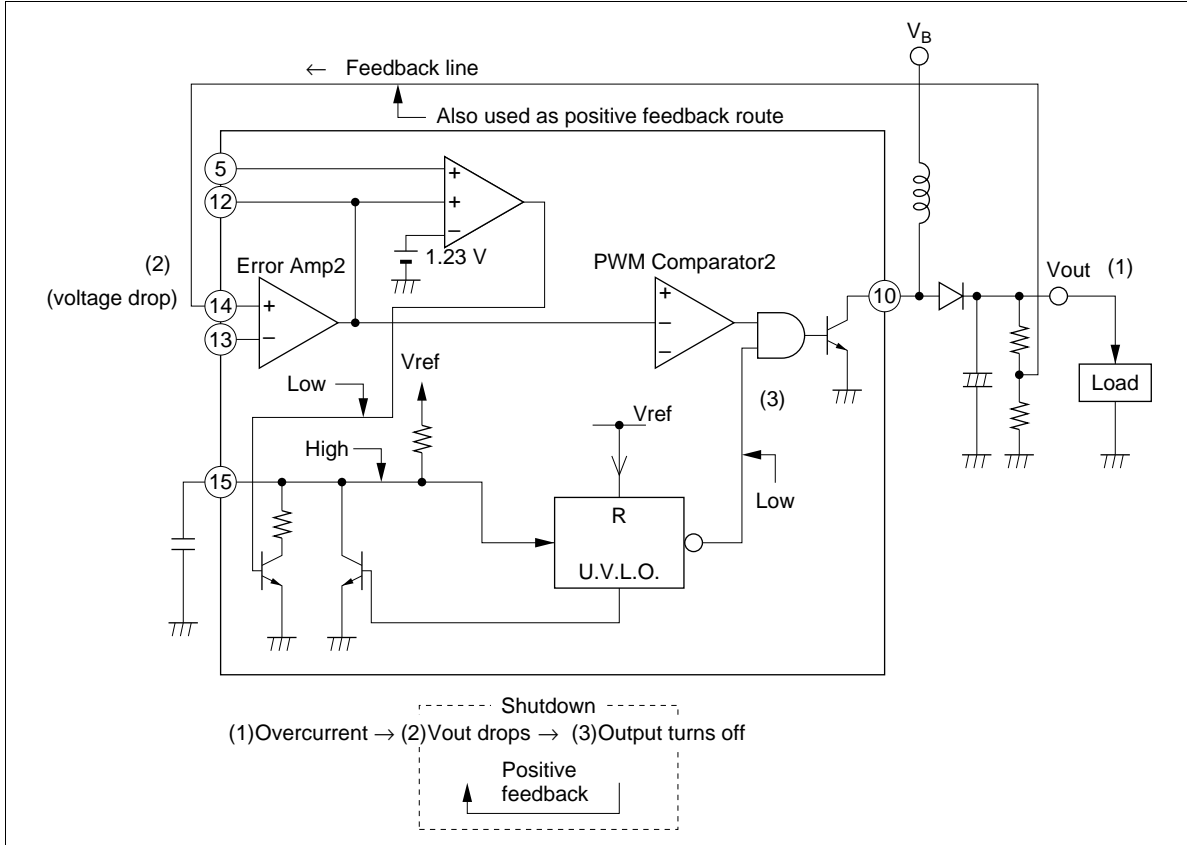 V_B
← Feedback line
Also used as positive feedback route
5
12
+
+
−
1.23 V
Error Amp2
PWM Comparator2
(2)
(voltage drop)
14
+
13
−
+
−
−
10
Vout (1)
Load
Vref
Low
(3)
Vref
High
Low
15
R
U.V.L.O.
Shutdown
(1)Overcurrent → (2)Vout drops → (3)Output turns off
Positive
feedback